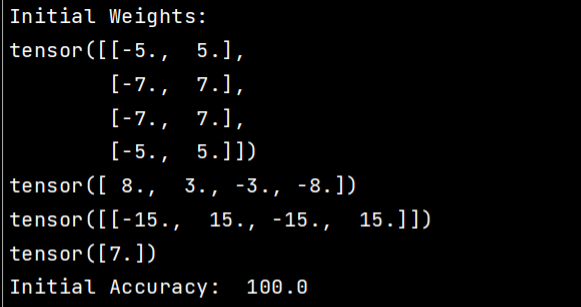 Initial Weights:
tensor([[-5.,  5.],
        [-7.,  7.],
        [-7.,  7.],
        [-5.,  5.]])
tensor([ 8.,  3., -3., -8.])
tensor([[-15.,  15., -15.,  15.]])
tensor([7.])
Initial Accuracy:  100.0